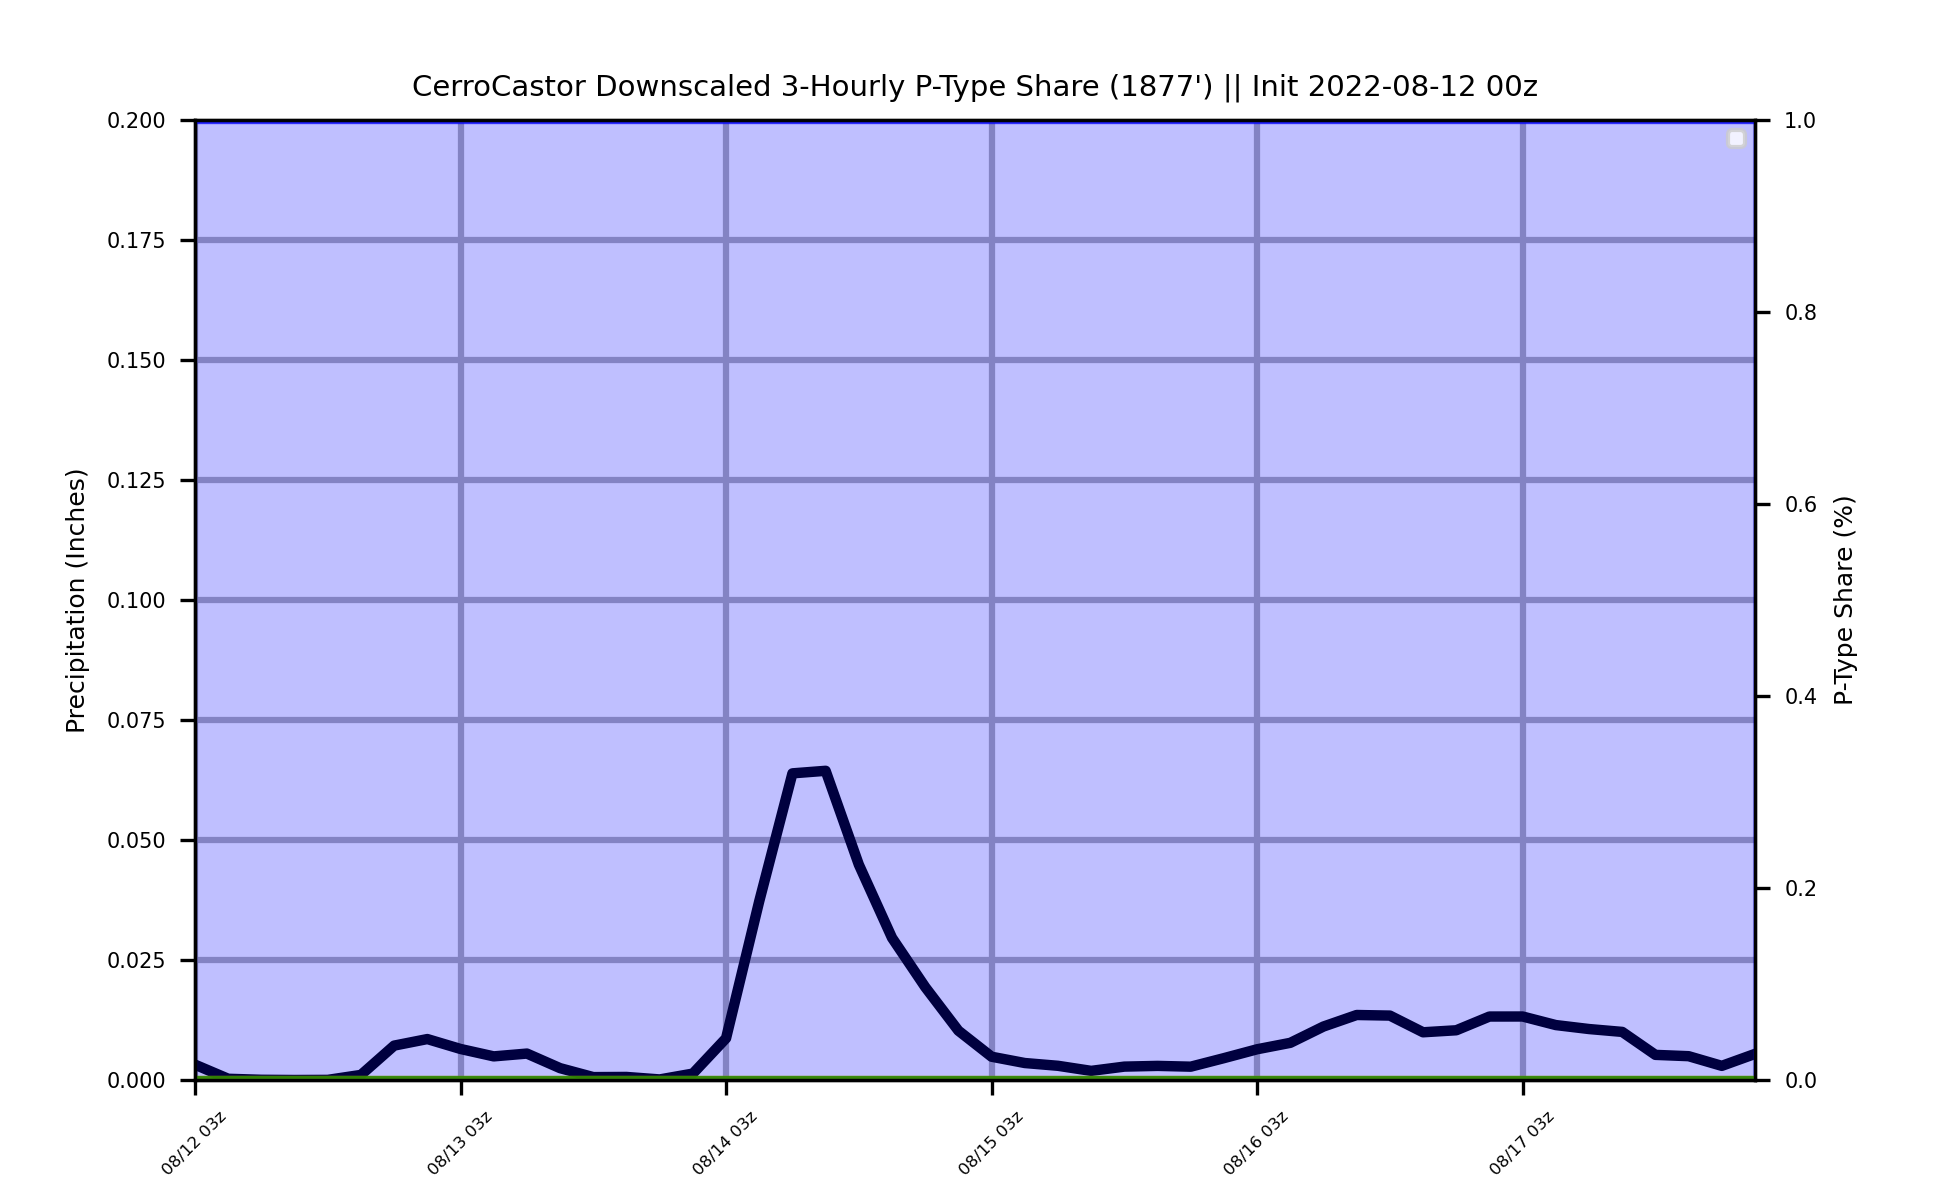 CerroCastor Downscaled 3-Hourly P-Type Share (1877') || Init 2022-08-12 00z
0.200
0.175
0.150
0.125
0.100
0.075
0.050
0.025
0.000
Precipitation (Inches)
1.0
0.8
0.6
0.4
0.2
0.0
P-Type Share (%)
08/12 03z
08/13 03z
08/14 03z
08/15 03z
08/16 03z
08/17 03z